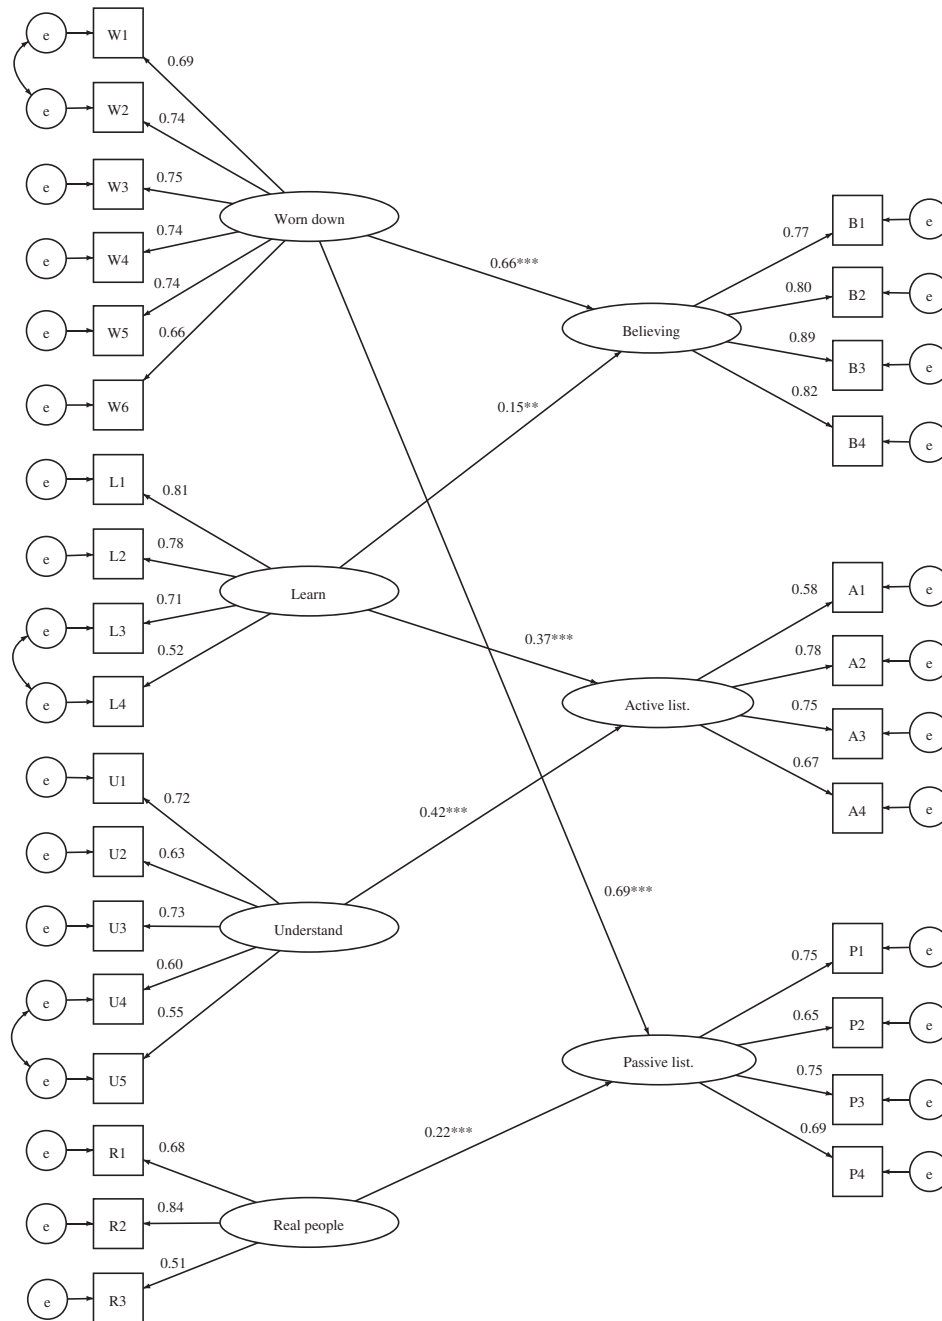 e W1
0.69
e W2
0.74
e W3
0.75
Worn down
e W4
0.74
e W5
0.74
e W6
0.66
0.66***
B1 e
0.77
B2 e
0.80
Believing
B3 e
0.89
B4 e
0.82
0.15**
e L1
0.81
e L2
0.78
Learn
e L3
0.71
e L4
0.52
0.37***
A1 e
0.58
A2 e
0.78
Active list.
A3 e
0.75
A4 e
0.67
e U1
0.72
e U2
0.63
0.42***
e U3
0.73
Understand
e U4
0.60
e U5
0.55
0.69***
P1 e
0.75
P2 e
0.65
Passive list.
P3 e
0.75
P4 e
0.69
e R1
0.68
0.22***
e R2
0.84
Real people
e R3
0.51